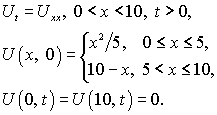 U_t = U_xx, 0 < x < 10, t > 0,
U(x, 0) = { x²/5, 0 ≤ x ≤ 5,
10 − x, 5 < x ≤ 10,
U(0, t) = U(10, t) = 0.